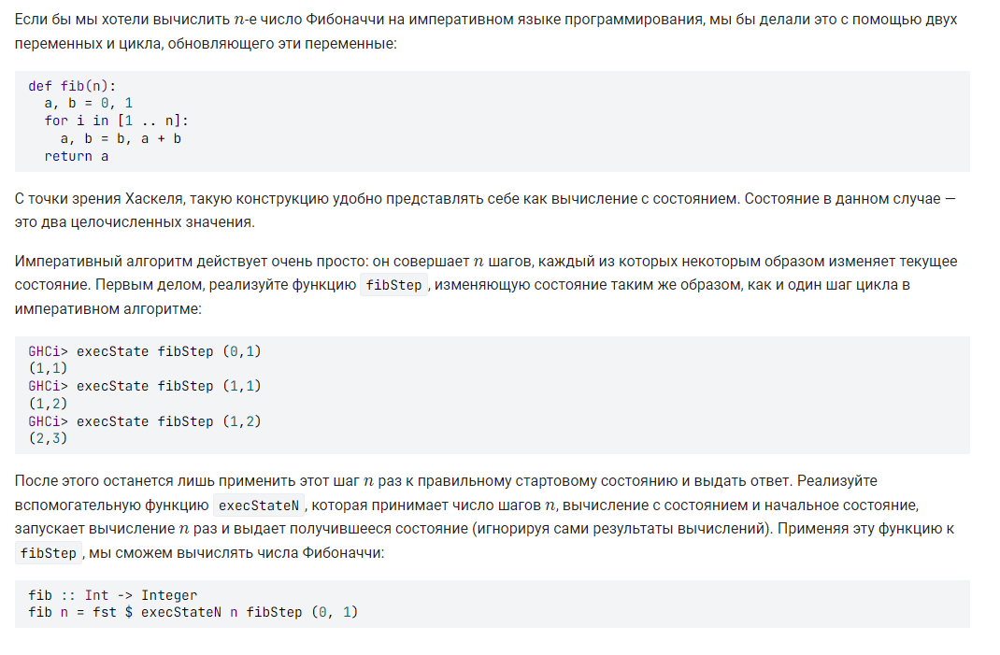 Если бы мы хотели вычислить n-е число Фибоначчи на императивном языке программирования, мы бы делали это с помощью двух
переменных и цикла, обновляющего эти переменные:
def fib(n):
  a, b = 0, 1
  for i in [1 .. n]:
    a, b = b, a + b
  return a
С точки зрения Хаскеля, такую конструкцию удобно представлять себе как вычисление с состоянием. Состояние в данном случае —
это два целочисленных значения.
Императивный алгоритм действует очень просто: он совершает n шагов, каждый из которых некоторым образом изменяет текущее
состояние. Первым делом, реализуйте функцию fibStep , изменяющую состояние таким же образом, как и один шаг цикла в
императивном алгоритме:
GHCi> execState fibStep (0,1)
(1,1)
GHCi> execState fibStep (1,1)
(1,2)
GHCi> execState fibStep (1,2)
(2,3)
После этого останется лишь применить этот шаг n раз к правильному стартовому состоянию и выдать ответ. Реализуйте
вспомогательную функцию execStateN , которая принимает число шагов n, вычисление с состоянием и начальное состояние,
запускает вычисление n раз и выдает получившееся состояние (игнорируя сами результаты вычислений). Применяя эту функцию к
fibStep , мы сможем вычислять числа Фибоначчи:
fib :: Int -> Integer
fib n = fst $ execStateN n fibStep (0, 1)